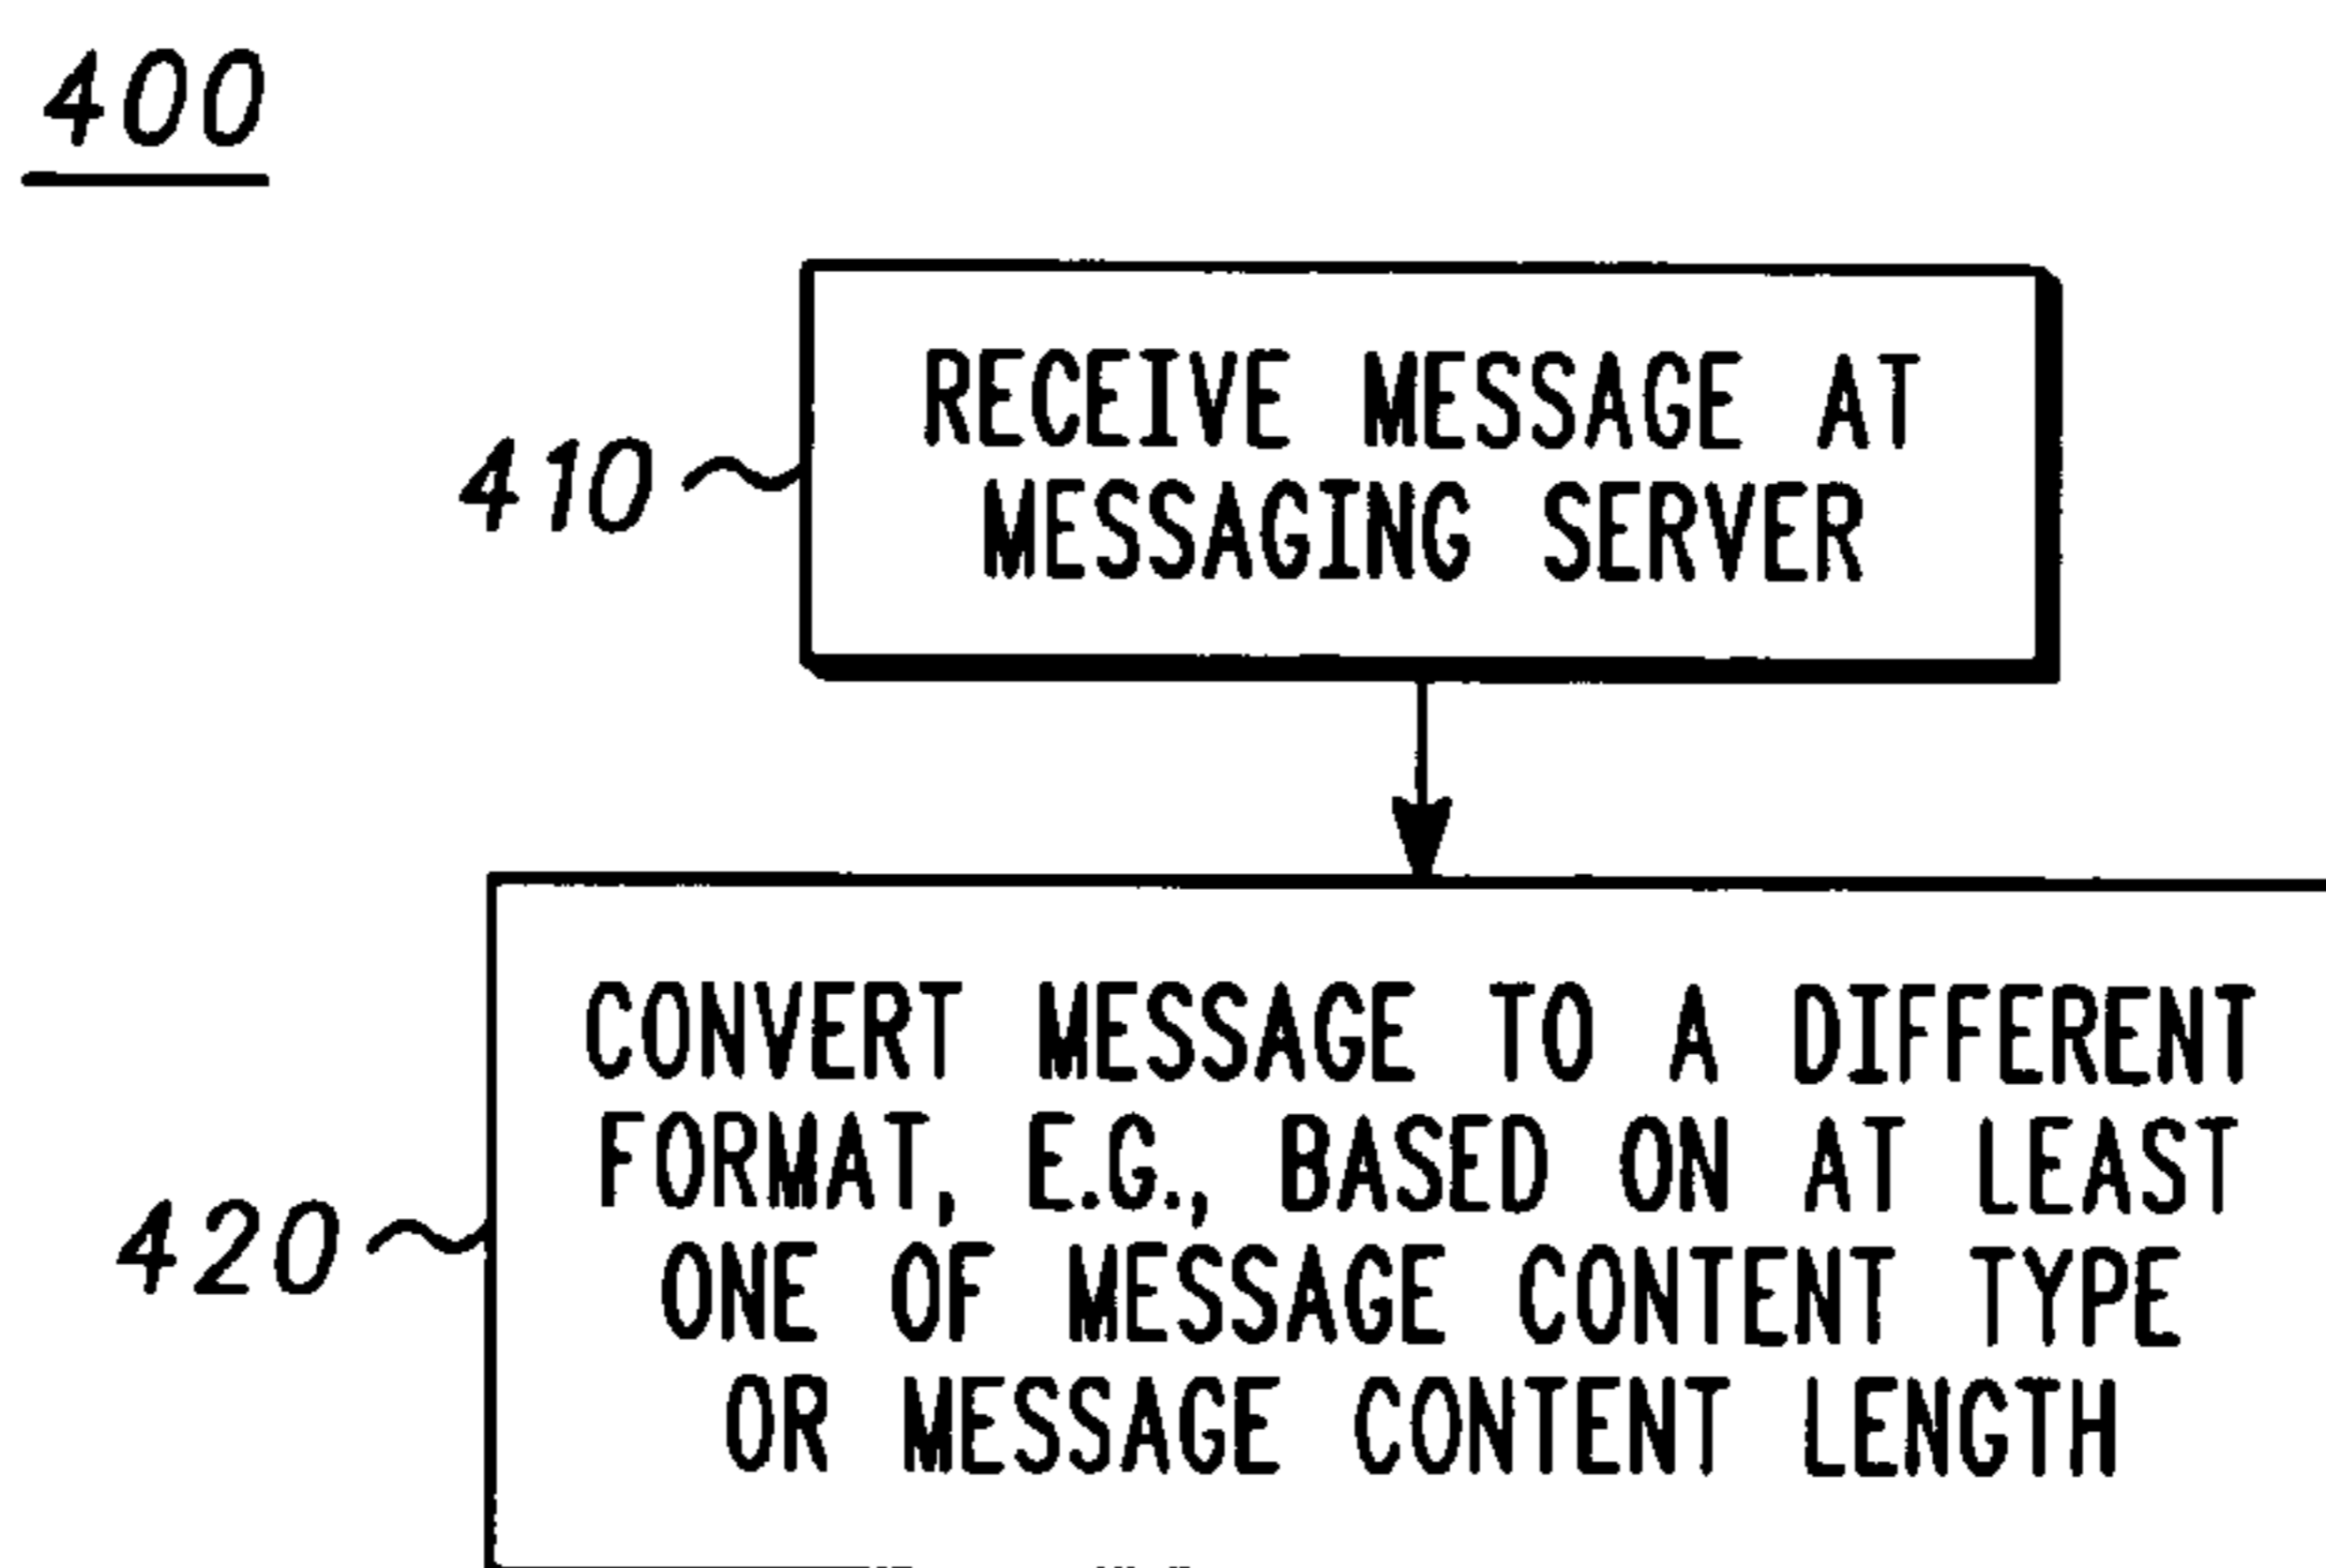 400
410
RECEIVE MESSAGE AT
MESSAGING SERVER
420
CONVERT MESSAGE TO A DIFFERENT
FORMAT, E.G., BASED ON AT LEAST
ONE OF MESSAGE CONTENT TYPE
OR MESSAGE CONTENT LENGTH